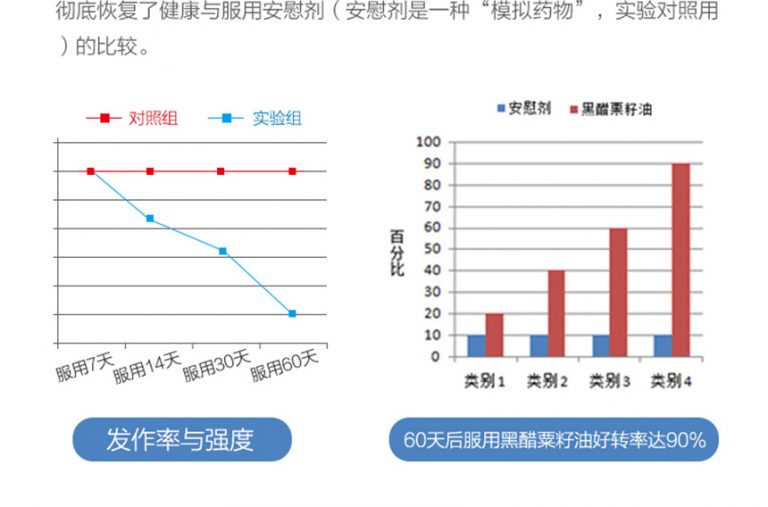 彻底恢复了健康与服用安慰剂（安慰剂是一种“模拟药物”，实验对照用
）的比较。
对照组 实验组
服用7天 服用14天 服用30天 服用60天
发作率与强度
安慰剂 黑醋栗籽油
百分比
100
90
80
70
60
50
40
30
20
10
0
类别1 类别2 类别3 类别4
60天后服用黑醋粟籽油好转率达90%